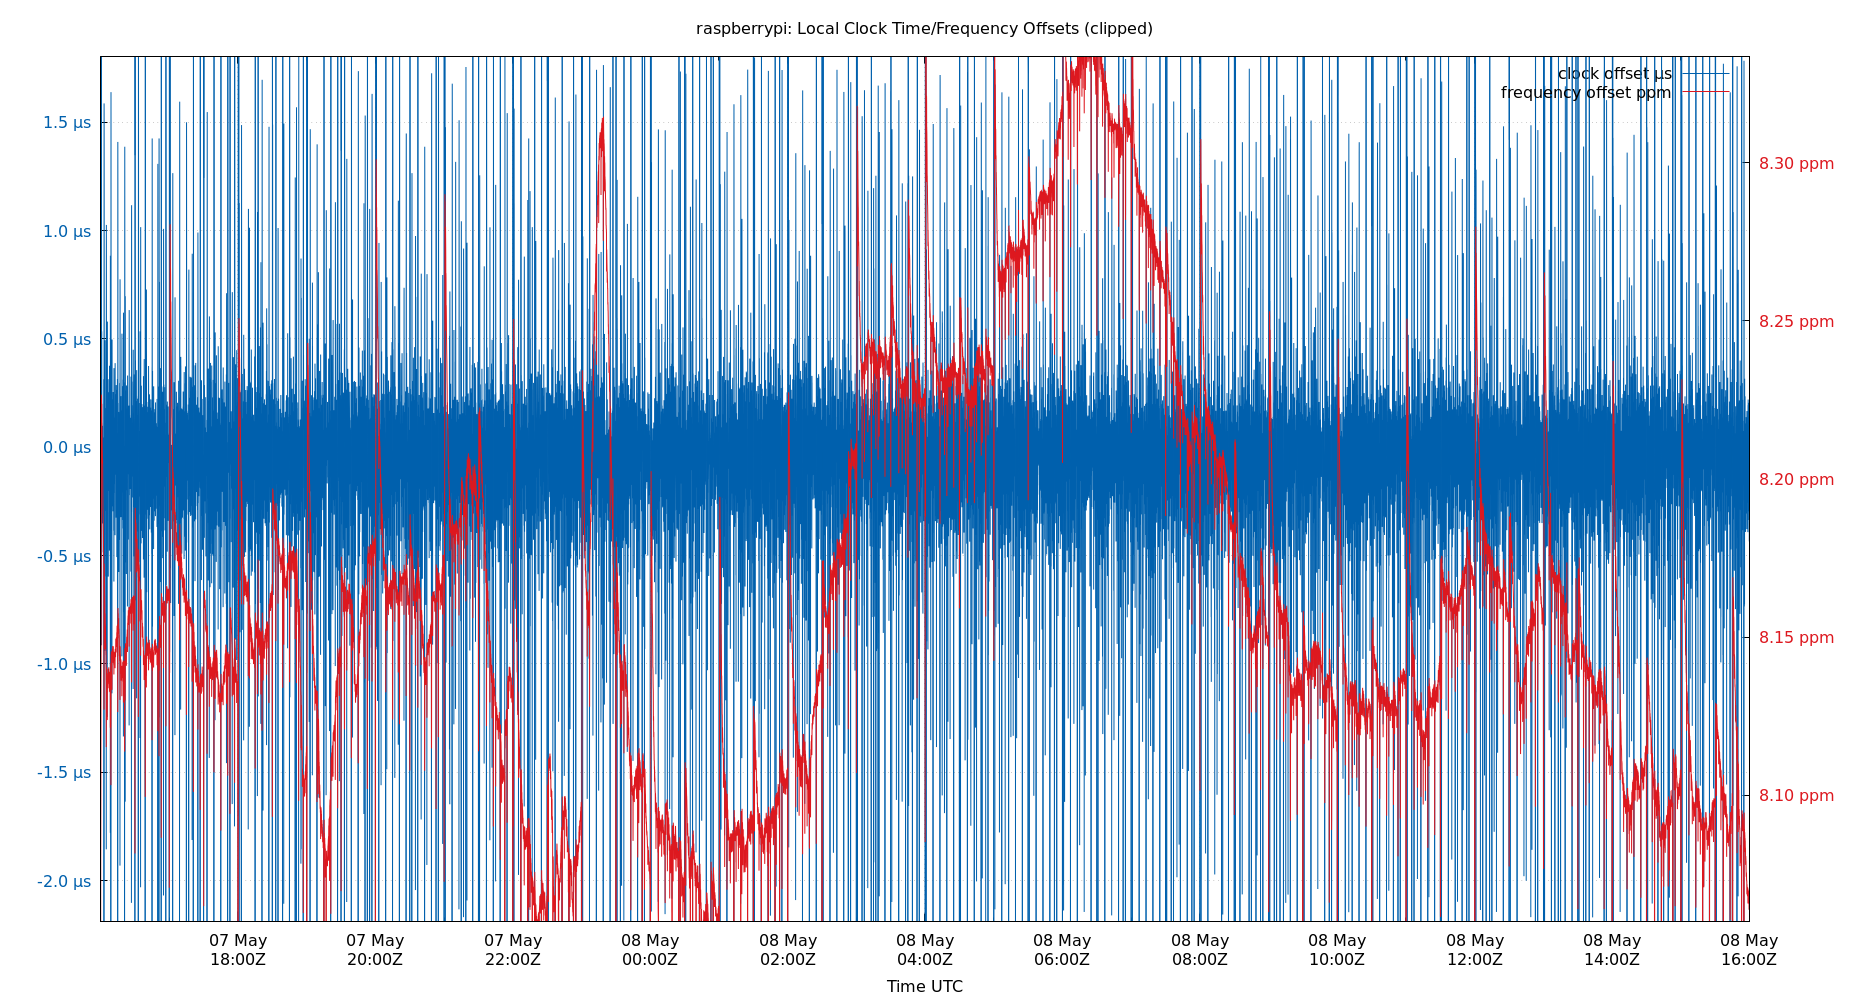 raspberrypi: Local Clock Time/Frequency Offsets (clipped)
clock offset µs
frequency offset ppm
1.5 µs
1.0 µs
0.5 µs
0.0 µs
-0.5 µs
-1.0 µs
-1.5 µs
-2.0 µs
8.30 ppm
8.25 ppm
8.20 ppm
8.15 ppm
8.10 ppm
07 May
18:00Z
07 May
20:00Z
07 May
22:00Z
08 May
00:00Z
08 May
02:00Z
08 May
04:00Z
08 May
06:00Z
08 May
08:00Z
08 May
10:00Z
08 May
12:00Z
08 May
14:00Z
08 May
16:00Z
Time UTC